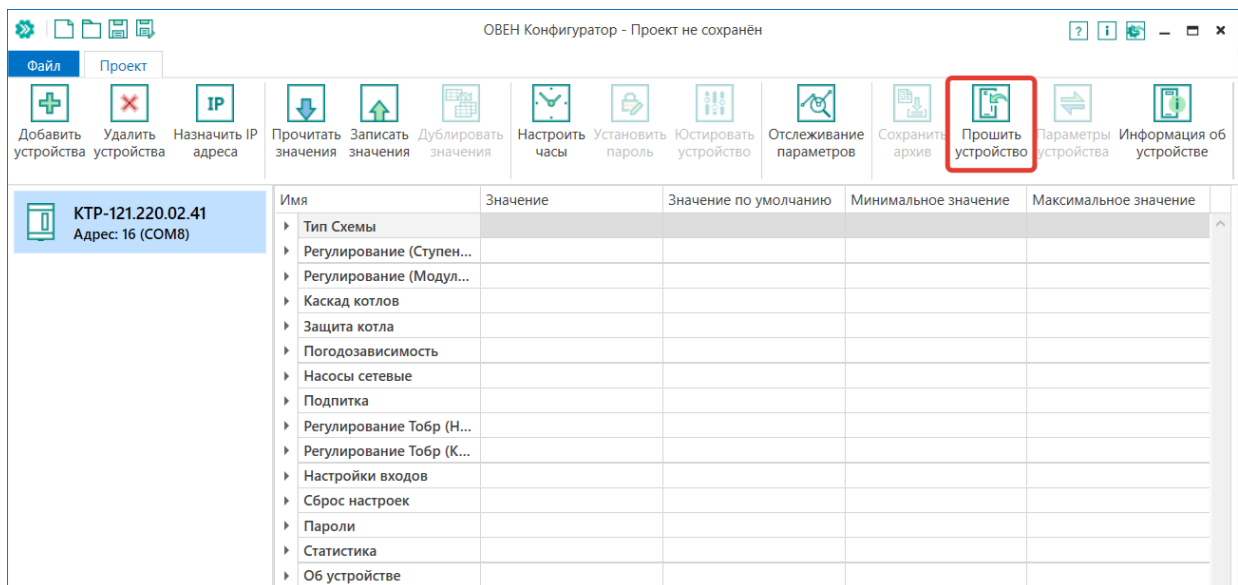 ОВЕН Конфигуратор - Проект не сохранён
Файл Проект
IP
Добавить устройства Удалить устройства Назначить IP адреса Прочитать значения Записать значения Дублировать значения Настроить часы Установить пароль Юстировать устройство Отслеживание параметров Сохранить архив Прошить устройство Параметры устройства Информация об устройстве
КТР-121.220.02.41
Адрес: 16 (COM8)
Имя Значение Значение по умолчанию Минимальное значение Максимальное значение
Тип Схемы
Регулирование (Ступен...
Регулирование (Модул...
Каскад котлов
Защита котла
Погодозависимость
Насосы сетевые
Подпитка
Регулирование Тобр (Н...
Регулирование Тобр (К...
Настройки входов
Сброс настроек
Пароли
Статистика
Об устройстве